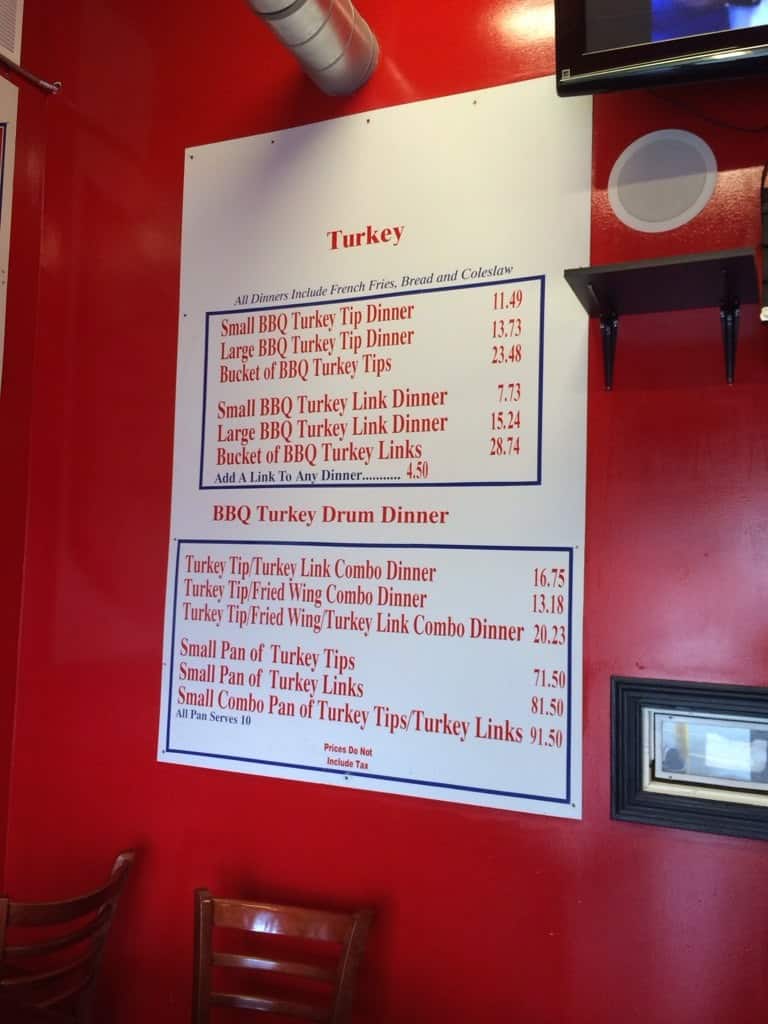 Turkey
All Dinners Include French Fries, Bread and Coleslaw
Small BBQ Turkey Tip Dinner 11.49
Large BBQ Turkey Tip Dinner 13.73
Bucket of BBQ Turkey Tips 23.48
Small BBQ Turkey Link Dinner 7.73
Large BBQ Turkey Link Dinner 15.24
Bucket of BBQ Turkey Links 28.74
Add A Link To Any Dinner........... 4.50
BBQ Turkey Drum Dinner
Turkey Tip/Turkey Link Combo Dinner 16.75
Turkey Tip/Fried Wing Combo Dinner 13.18
Turkey Tip/Fried Wing/Turkey Link Combo Dinner 20.23
Small Pan of Turkey Tips 71.50
Small Pan of Turkey Links 81.50
Small Combo Pan of Turkey Tips/Turkey Links 91.50
All Pan Serves 10
Prices Do Not
Include Tax